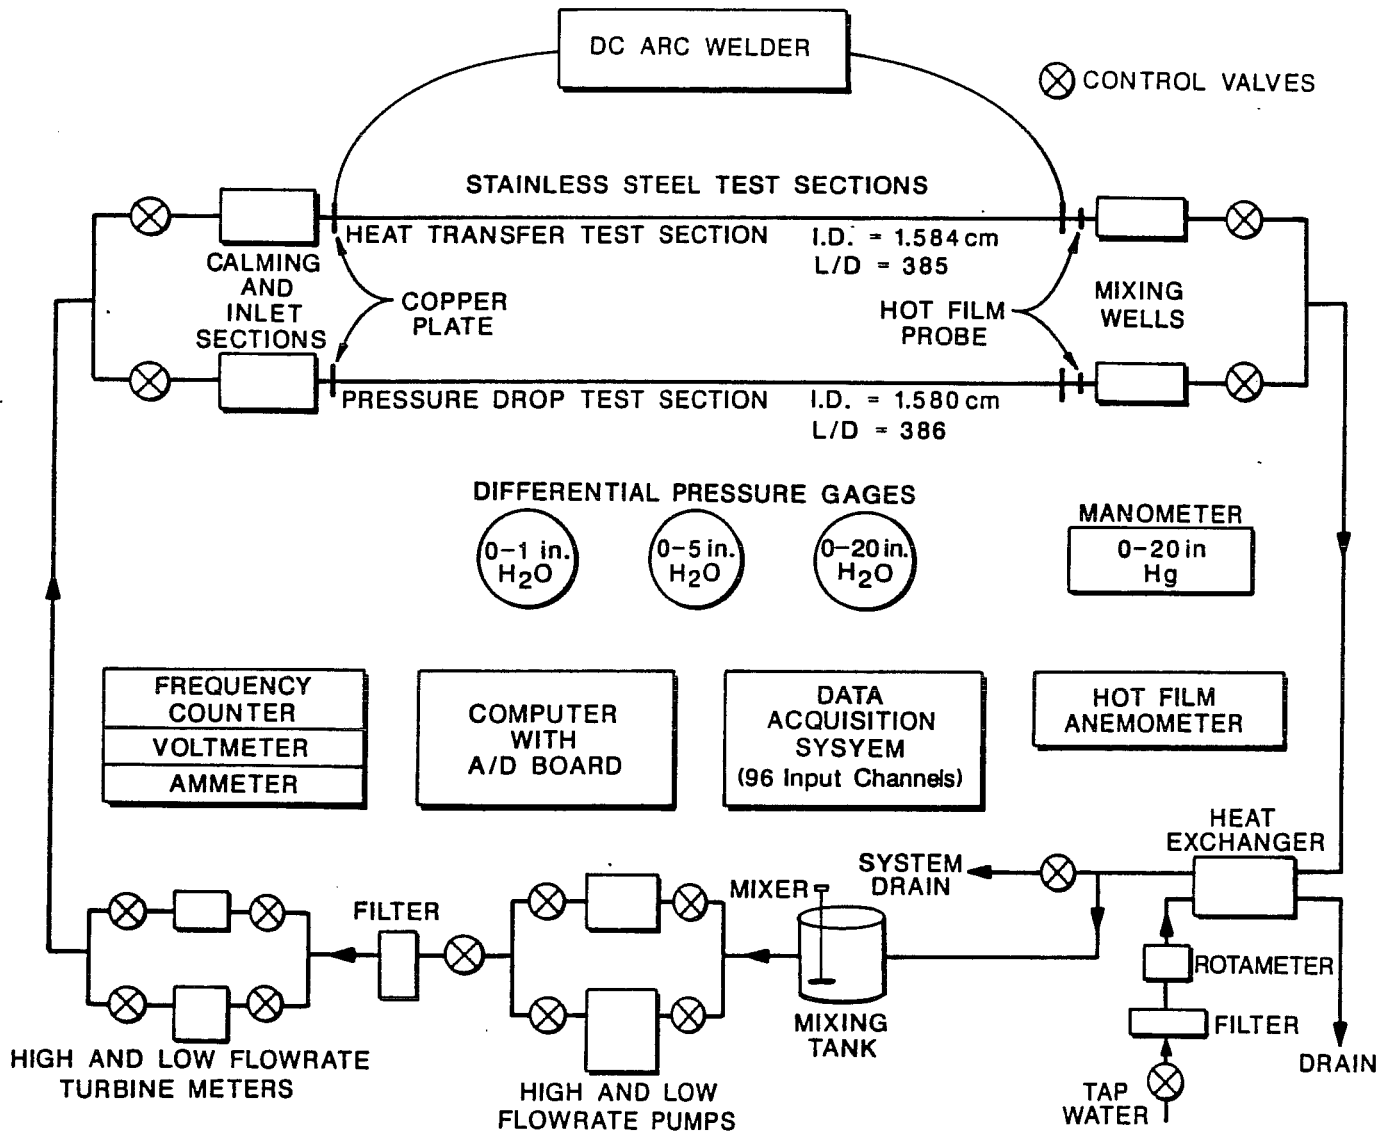 DC ARC WELDER
CONTROL VALVES
STAINLESS STEEL TEST SECTIONS
HEAT TRANSFER TEST SECTION
I.D. = 1.584 cm
L/D = 385
CALMING
AND
INLET
SECTIONS
COPPER
PLATE
HOT FILM
PROBE
MIXING
WELLS
PRESSURE DROP TEST SECTION
I.D. = 1.580 cm
L/D = 386
DIFFERENTIAL PRESSURE GAGES
0-1 in.
H2O
0-5 in.
H2O
0-20 in.
H2O
MANOMETER
0-20 in
Hg
FREQUENCY
COUNTER
VOLTMETER
AMMETER
COMPUTER
WITH
A/D BOARD
DATA
ACQUISITION
SYSYEM
(96 Input Channels)
HOT FILM
ANEMOMETER
HEAT
EXCHANGER
SYSTEM
DRAIN
MIXER
FILTER
ROTAMETER
FILTER
MIXING
TANK
DRAIN
HIGH AND LOW FLOWRATE
TURBINE METERS
HIGH AND LOW
FLOWRATE PUMPS
TAP
WATER